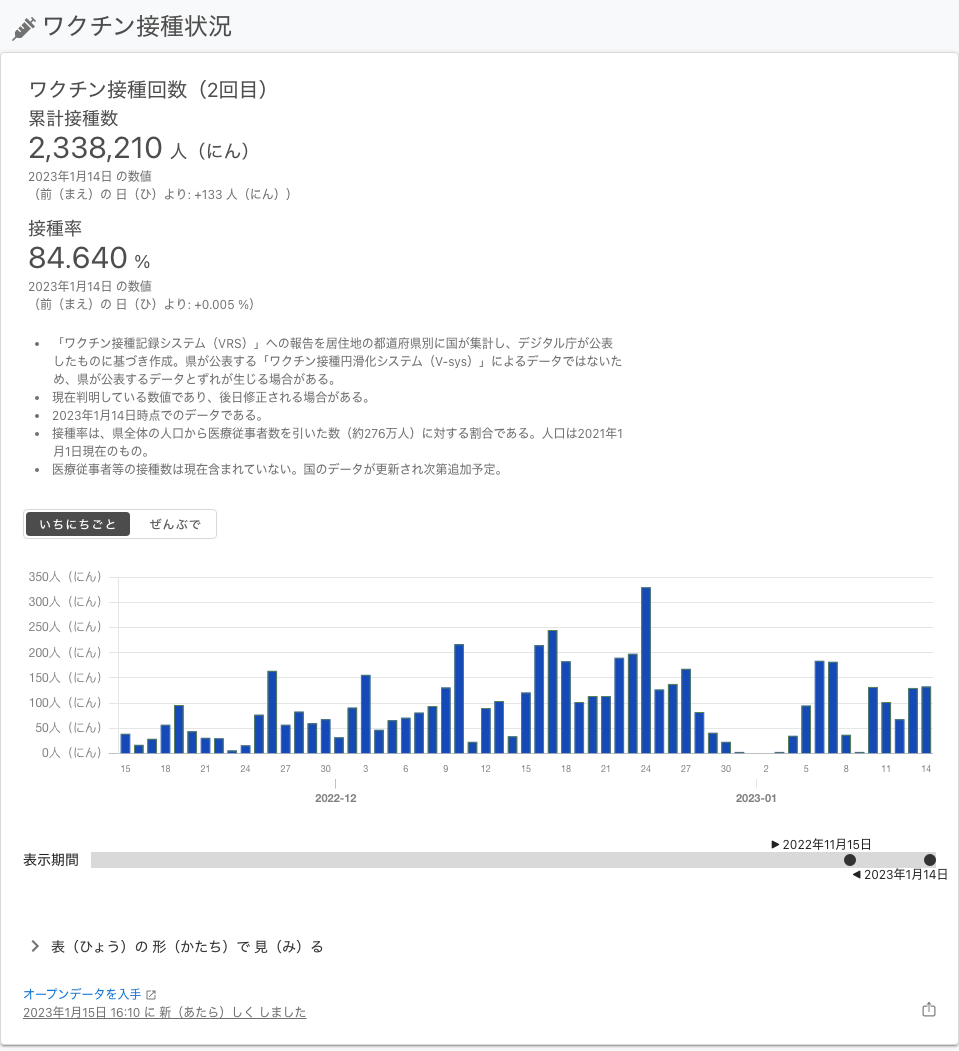 ワクチン接種状況
ワクチン接種回数（2回目）
累計接種数
2,338,210 人（にん）
2023年1月14日 の数値
（前（まえ）の 日（ひ）より: +133 人（にん））
接種率
84.640 %
2023年1月14日 の数値
（前（まえ）の 日（ひ）より: +0.005 %）
• 「ワクチン接種記録システム（VRS）」への報告を居住地の都道府県別に国が集計し、デジタル庁が公表
したものに基づき作成。県が公表する「ワクチン接種円滑化システム（V-sys）」によるデータではないた
め、県が公表するデータとずれが生じる場合がある。
• 現在判明している数値であり、後日修正される場合がある。
• 2023年1月14日時点でのデータである。
• 接種率は、県全体の人口から医療従事者数を引いた数（約276万人）に対する割合である。人口は2021年1
月1日現在のもの。
• 医療従事者等の接種数は現在含まれていない。国のデータが更新され次第追加予定。
いちにちごと ぜんぶで
350人（にん）
300人（にん）
250人（にん）
200人（にん）
150人（にん）
100人（にん）
50人（にん）
0人（にん）
15 18 21 24 27 30 3 6 9 12 15 18 21 24 27 30 2 5 8 11 14
2022-12 2023-01
▶ 2022年11月15日
表示期間
◀ 2023年1月14日
表（ひょう）の 形（かたち）で 見（み）る
オープンデータを入手
2023年1月15日 16:10 に 新（あたら）しく しました